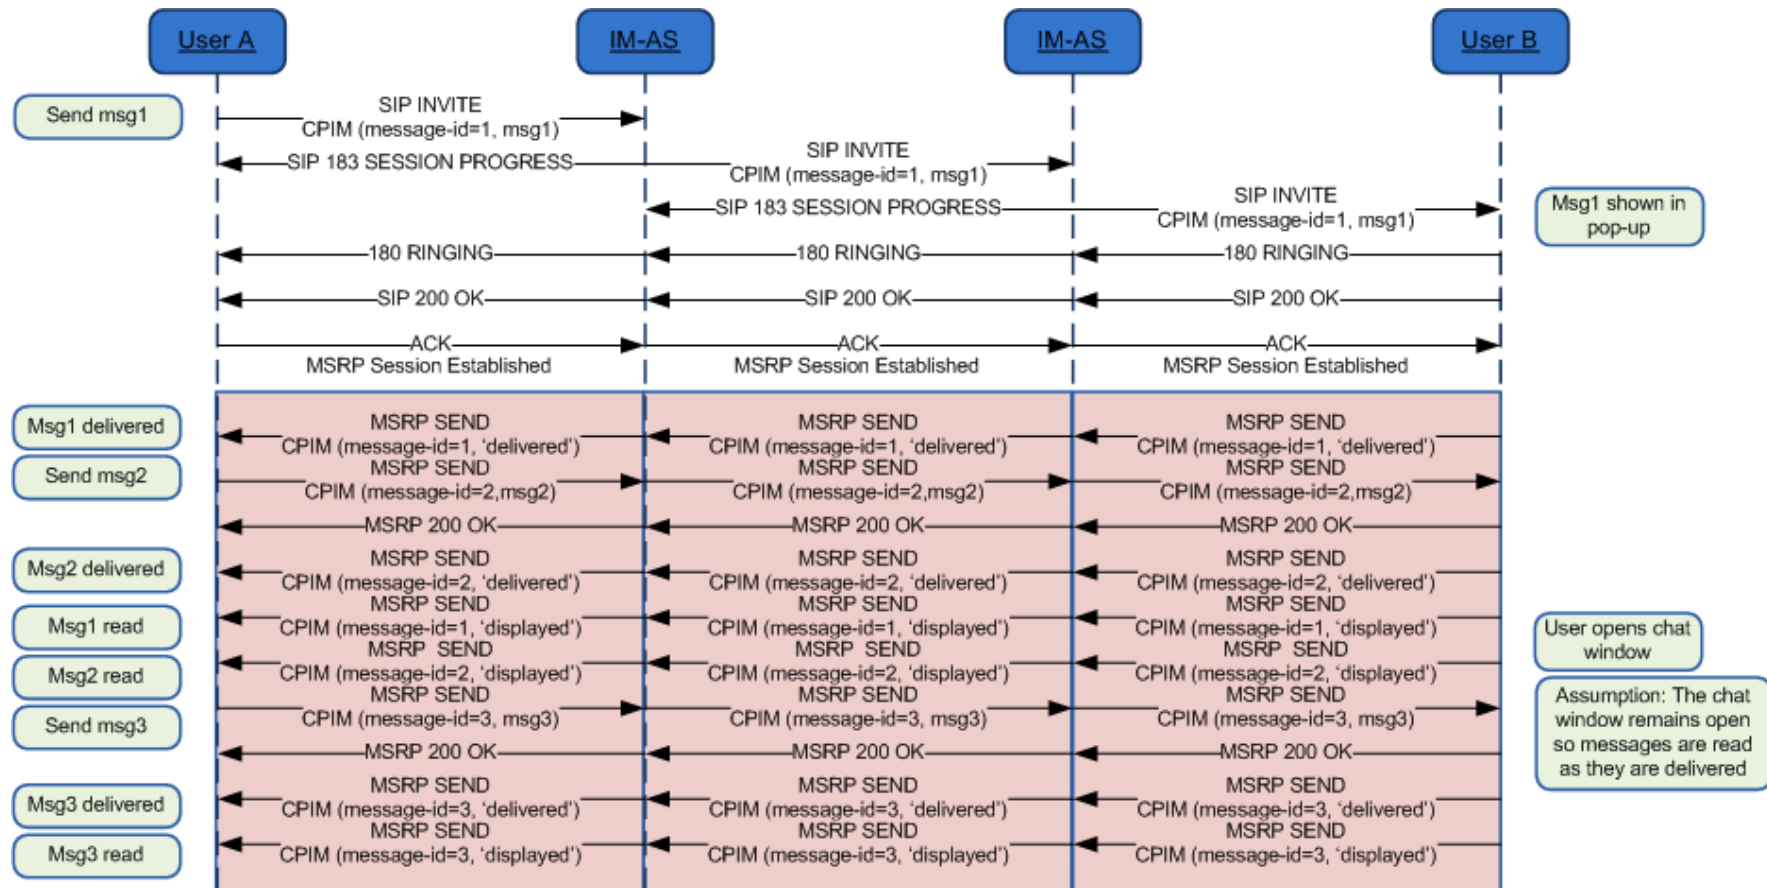 User A
IM-AS
IM-AS
User B
Send msg1
SIP INVITE
CPIM (message-id=1, msg1)
SIP 183 SESSION PROGRESS
SIP INVITE
CPIM (message-id=1, msg1)
SIP 183 SESSION PROGRESS
SIP INVITE
CPIM (message-id=1, msg1)
Msg1 shown in
pop-up
180 RINGING
180 RINGING
180 RINGING
SIP 200 OK
SIP 200 OK
SIP 200 OK
ACK
ACK
ACK
MSRP Session Established
MSRP Session Established
MSRP Session Established
Msg1 delivered
MSRP SEND
CPIM (message-id=1, 'delivered')
MSRP SEND
CPIM (message-id=1, 'delivered')
MSRP SEND
CPIM (message-id=1, 'delivered')
Send msg2
MSRP SEND
CPIM (message-id=2,msg2)
MSRP SEND
CPIM (message-id=2,msg2)
MSRP SEND
CPIM (message-id=2,msg2)
MSRP 200 OK
MSRP 200 OK
MSRP 200 OK
Msg2 delivered
MSRP SEND
CPIM (message-id=2, 'delivered')
MSRP SEND
CPIM (message-id=2, 'delivered')
MSRP SEND
CPIM (message-id=2, 'delivered')
Msg1 read
MSRP SEND
CPIM (message-id=1, 'displayed')
MSRP SEND
CPIM (message-id=1, 'displayed')
MSRP SEND
CPIM (message-id=1, 'displayed')
User opens chat
window
Msg2 read
MSRP SEND
CPIM (message-id=2, 'displayed')
MSRP SEND
CPIM (message-id=2, 'displayed')
MSRP SEND
CPIM (message-id=2, 'displayed')
Send msg3
MSRP SEND
CPIM (message-id=3, msg3)
MSRP SEND
CPIM (message-id=3, msg3)
MSRP SEND
CPIM (message-id=3, msg3)
Assumption: The chat
window remains open
so messages are read
as they are delivered
MSRP 200 OK
MSRP 200 OK
MSRP 200 OK
Msg3 delivered
MSRP SEND
CPIM (message-id=3, 'delivered')
MSRP SEND
CPIM (message-id=3, 'delivered')
MSRP SEND
CPIM (message-id=3, 'delivered')
Msg3 read
MSRP SEND
CPIM (message-id=3, 'displayed')
MSRP SEND
CPIM (message-id=3, 'displayed')
MSRP SEND
CPIM (message-id=3, 'displayed')